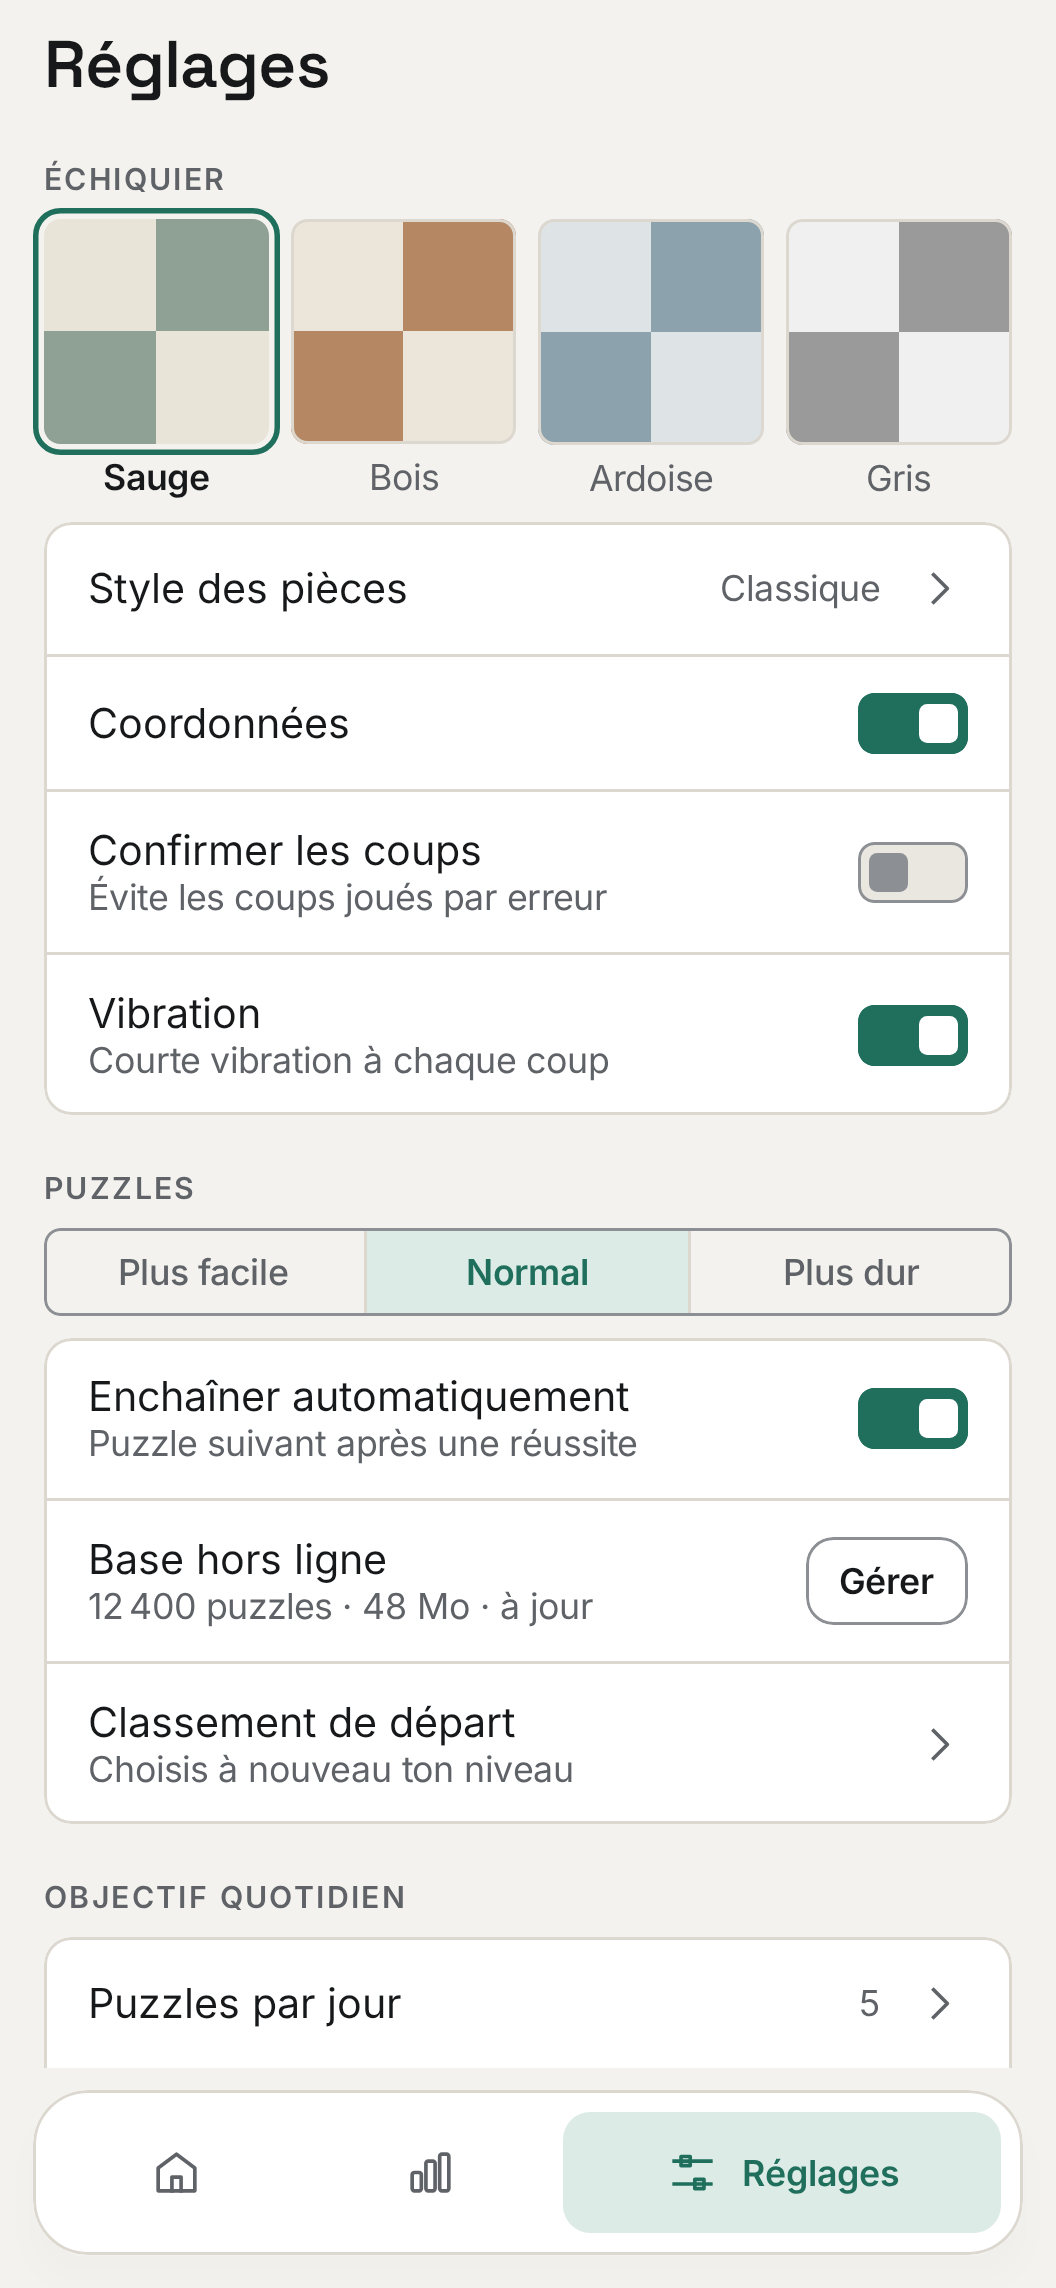 Réglages
ÉCHIQUIER
Sauge
Bois
Ardoise
Gris
Style des pièces
Classique
Coordonnées
Confirmer les coups
Évite les coups joués par erreur
Vibration
Courte vibration à chaque coup
PUZZLES
Plus facile
Normal
Plus dur
Enchaîner automatiquement
Puzzle suivant après une réussite
Base hors ligne
12 400 puzzles · 48 Mo · à jour
Gérer
Classement de départ
Choisis à nouveau ton niveau
OBJECTIF QUOTIDIEN
Puzzles par jour
5
Réglages